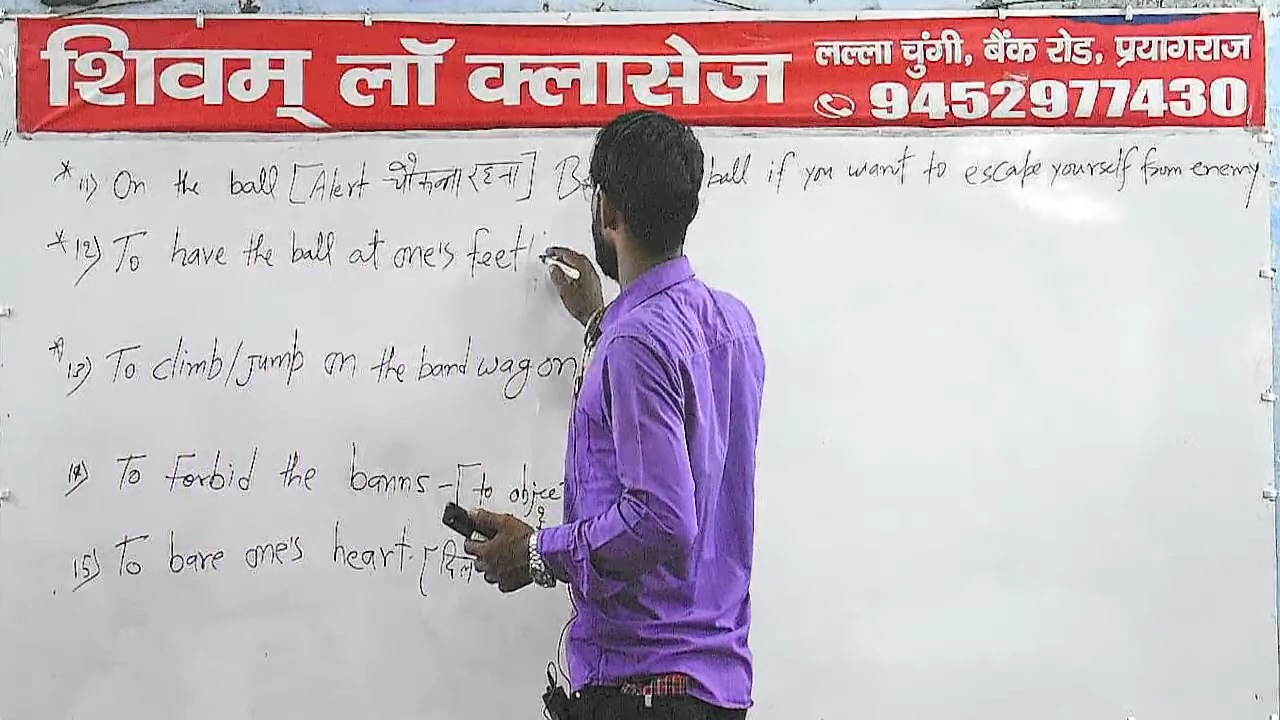 शिवम् लॉ क्लासेज
लल्ला चुंगी, बैंक रोड, प्रयागराज
9452977430
* 11) On the ball [Alert चौकन्ना रहना] ball if you want to escape yourself from enemy.
* 12) To have the ball at one's feet
* 13) To climb/jump on the band wagon
14) To forbid the banns - [to objec
15) To bare one's heart - [दिल